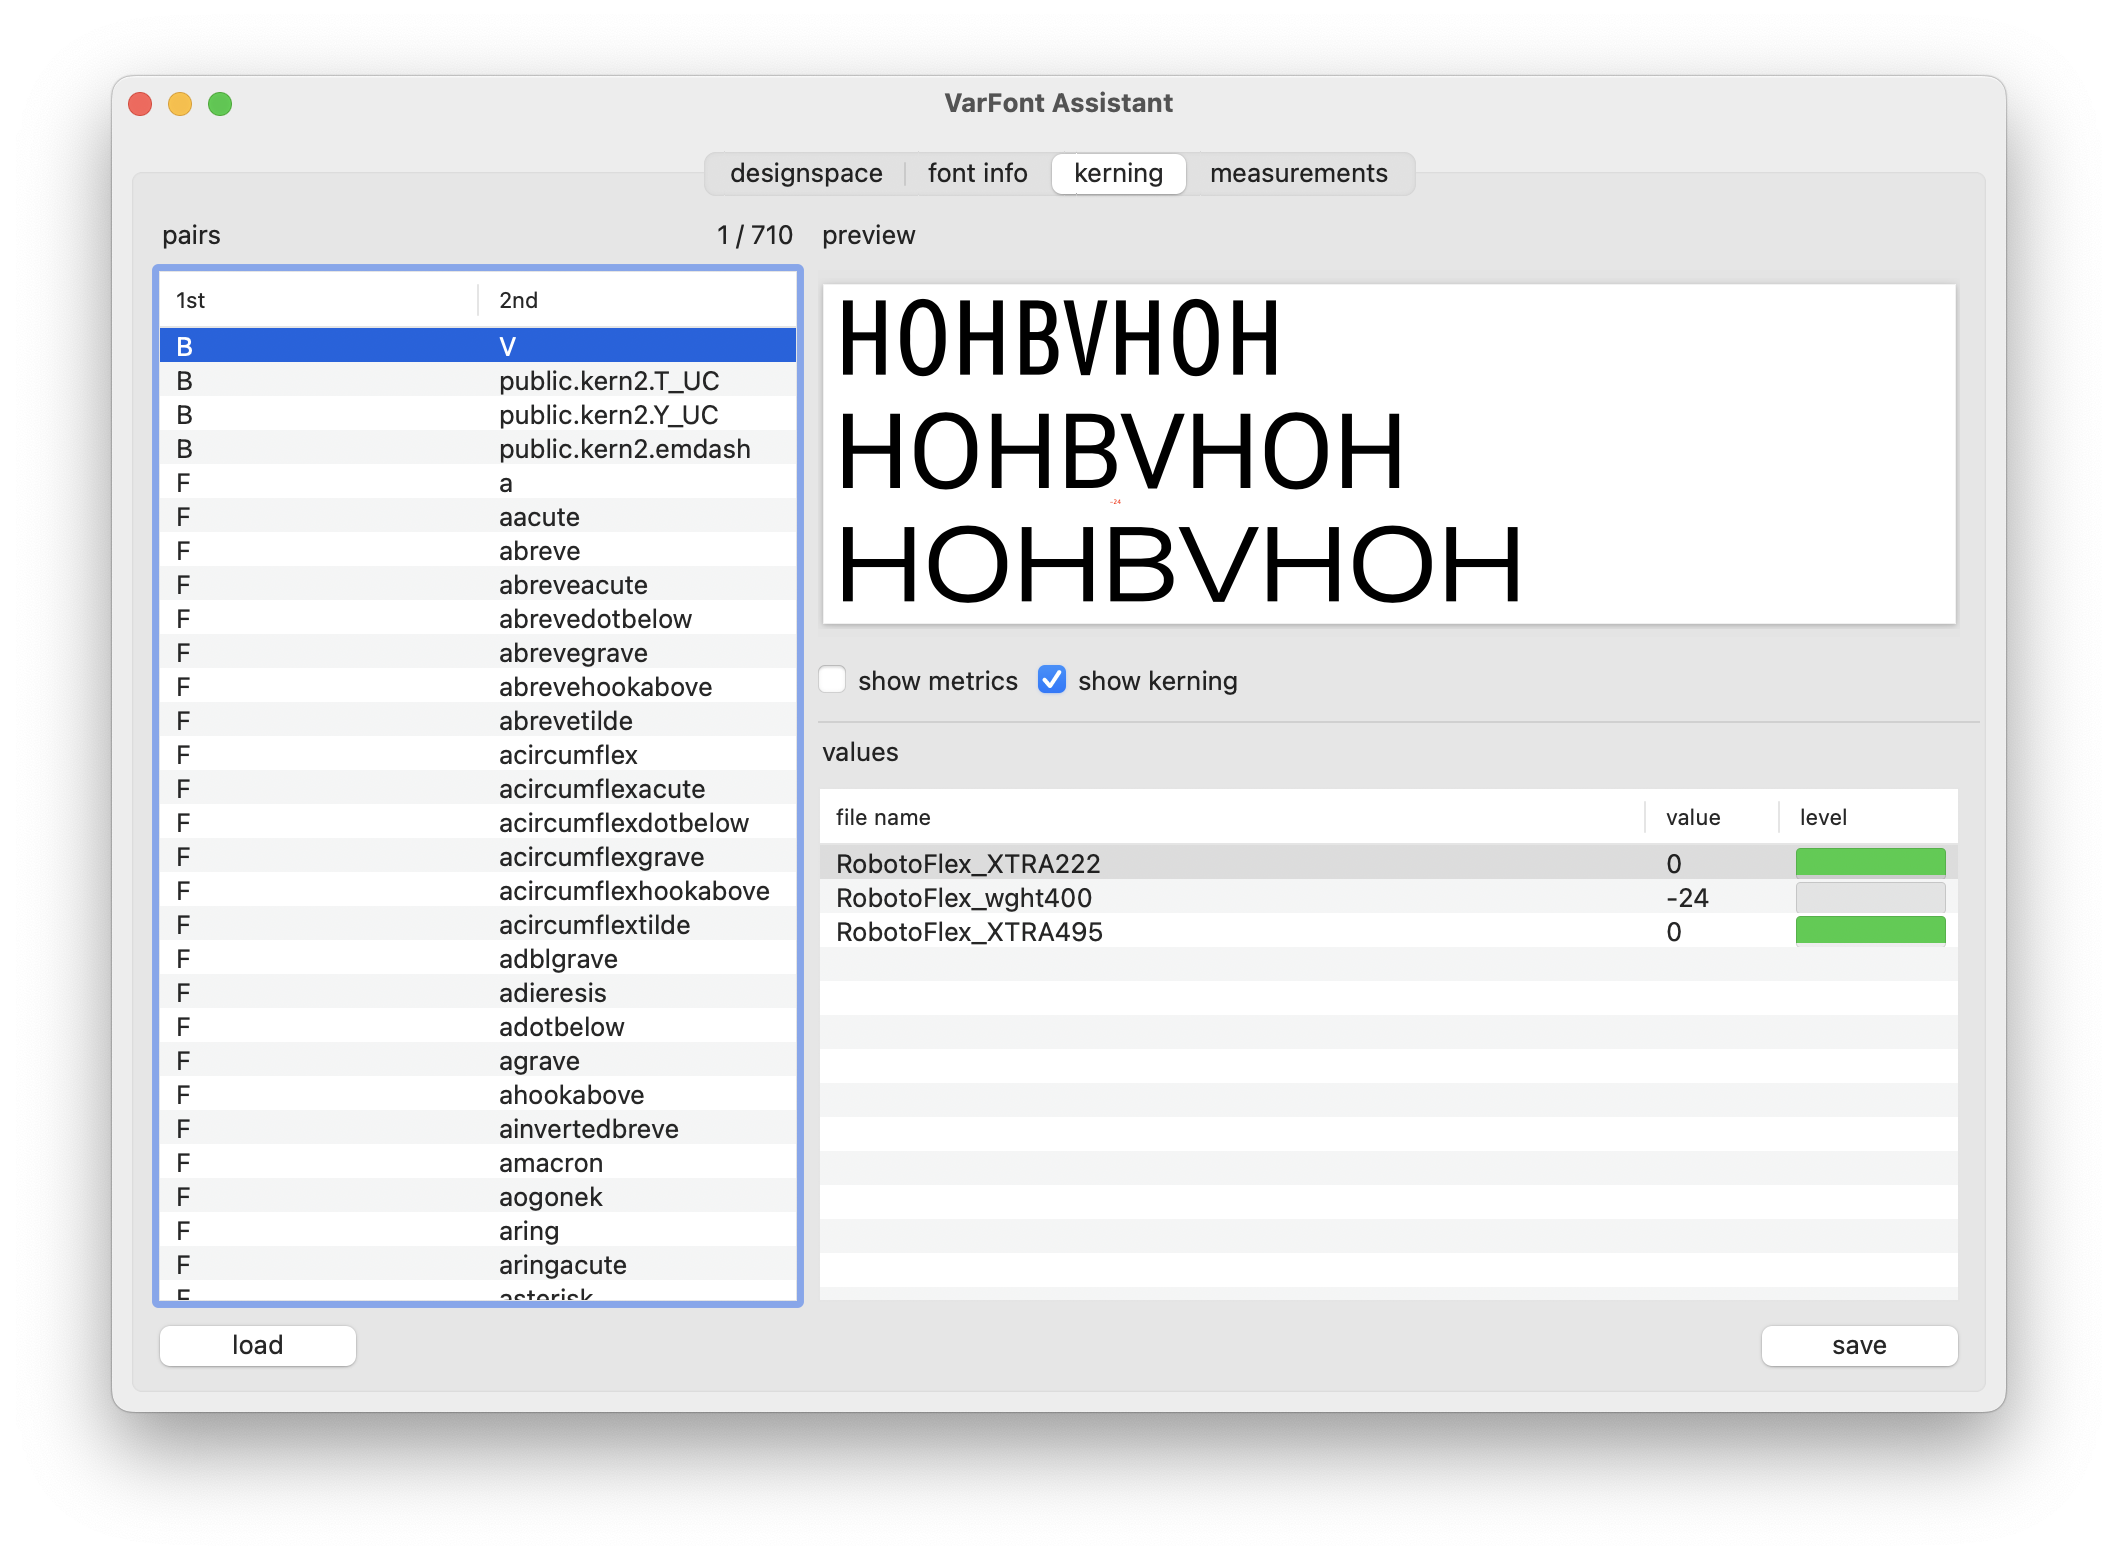 VarFont Assistant
designspace font info kerning measurements
pairs 1 / 710
1st 2nd
B V
B public.kern2.T_UC
B public.kern2.Y_UC
B public.kern2.emdash
F a
F aacute
F abreve
F abreveacute
F abrevedotbelow
F abrevegrave
F abrevehookabove
F abrevetilde
F acircumflex
F acircumflexacute
F acircumflexdotbelow
F acircumflexgrave
F acircumflexhookabove
F acircumflextilde
F adblgrave
F adieresis
F adotbelow
F agrave
F ahookabove
F ainvertedbreve
F amacron
F aogonek
F aring
F aringacute
F asterisk
load
preview
HOHBVHOH
HOHBVHOH
-24
HOHBVHOH
show metrics show kerning
values
file name value level
RobotoFlex_XTRA222 0
RobotoFlex_wght400 -24
RobotoFlex_XTRA495 0
save